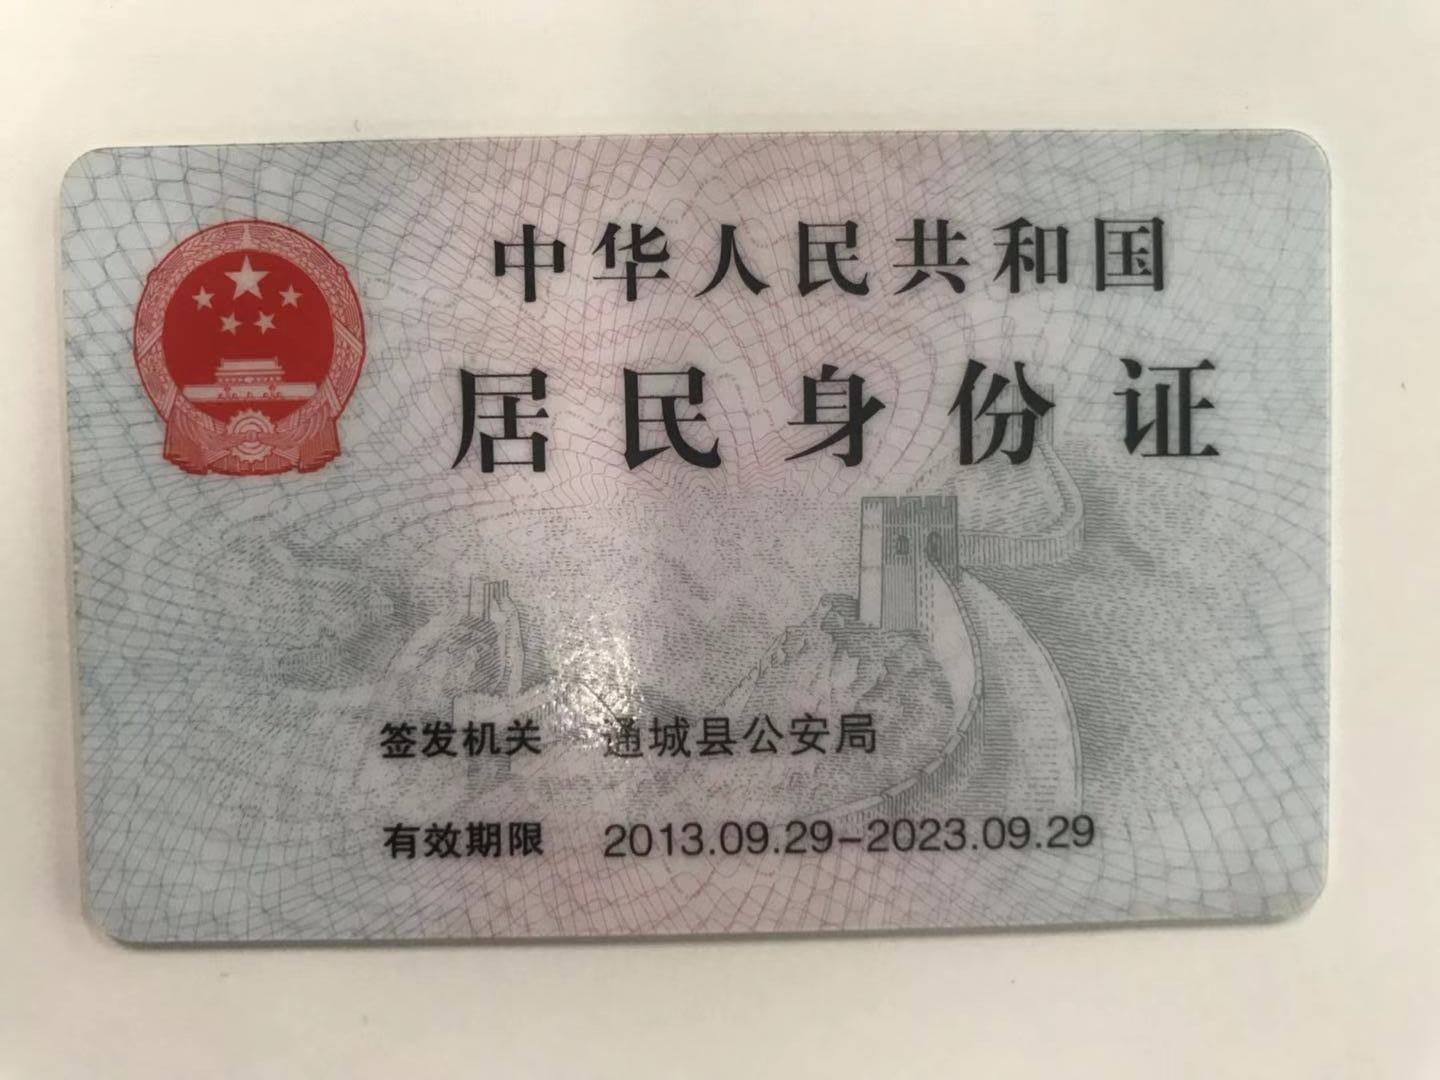 中华人民共和国
居民身份证
签发机关 通城县公安局
有效期限 2013.09.29-2023.09.29